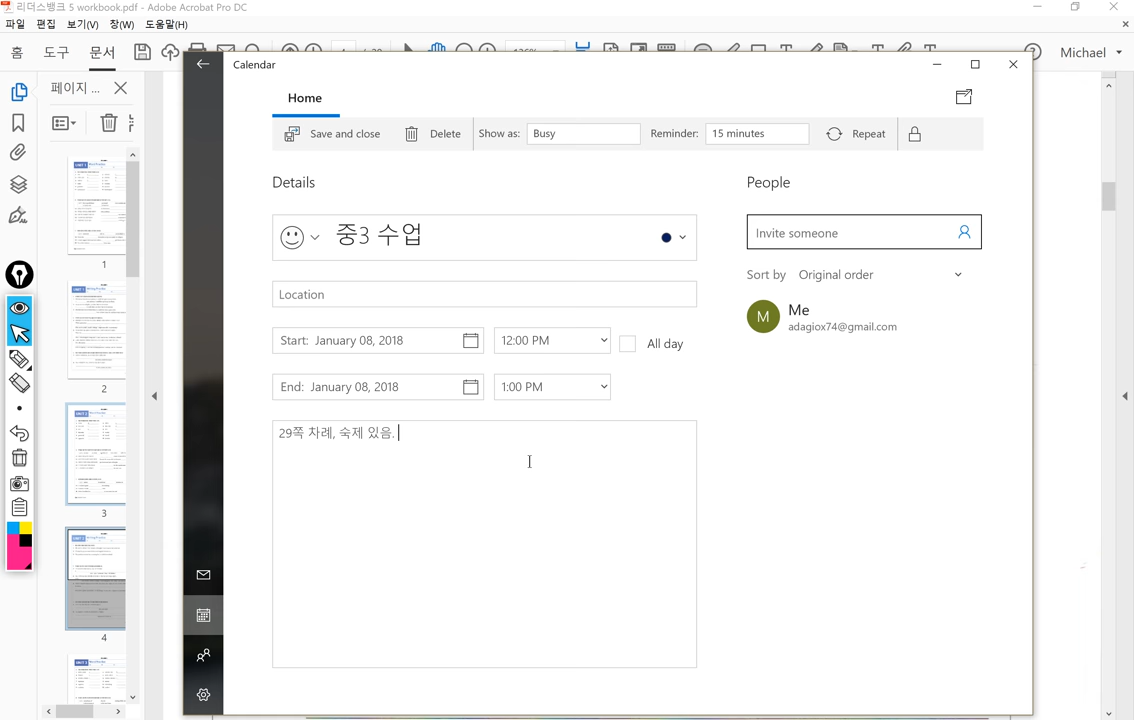 리더스뱅크 5 workbook.pdf - Adobe Acrobat Pro DC
파일 편집 보기(V) 창(W) 도움말(H)
홈 도구 문서
Michael
페이지 ...
1
2
3
4
Calendar
Home
Save and close Delete Show as: Busy Reminder: 15 minutes Repeat
Details
People
중3 수업
Invite someone
Location
Sort by Original order
Start: January 08, 2018 12:00 PM All day
M Me
adagiox74@gmail.com
End: January 08, 2018 1:00 PM
29쪽 차례, 숙제 있음.